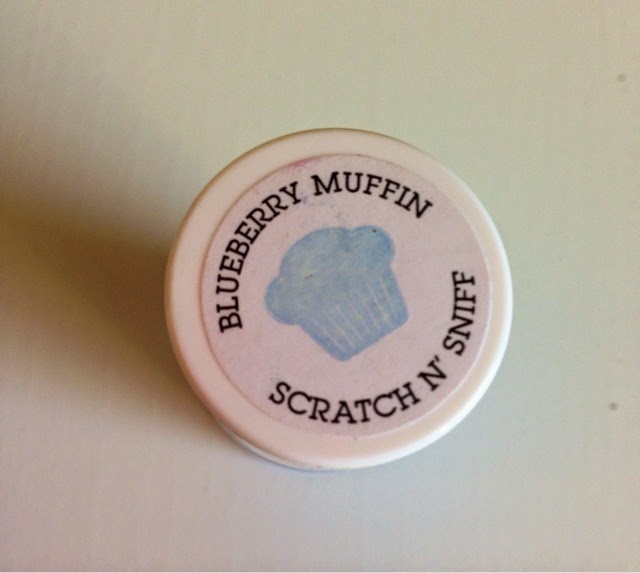 BLUEBERRY MUFFIN
SCRATCH N' SNIFF